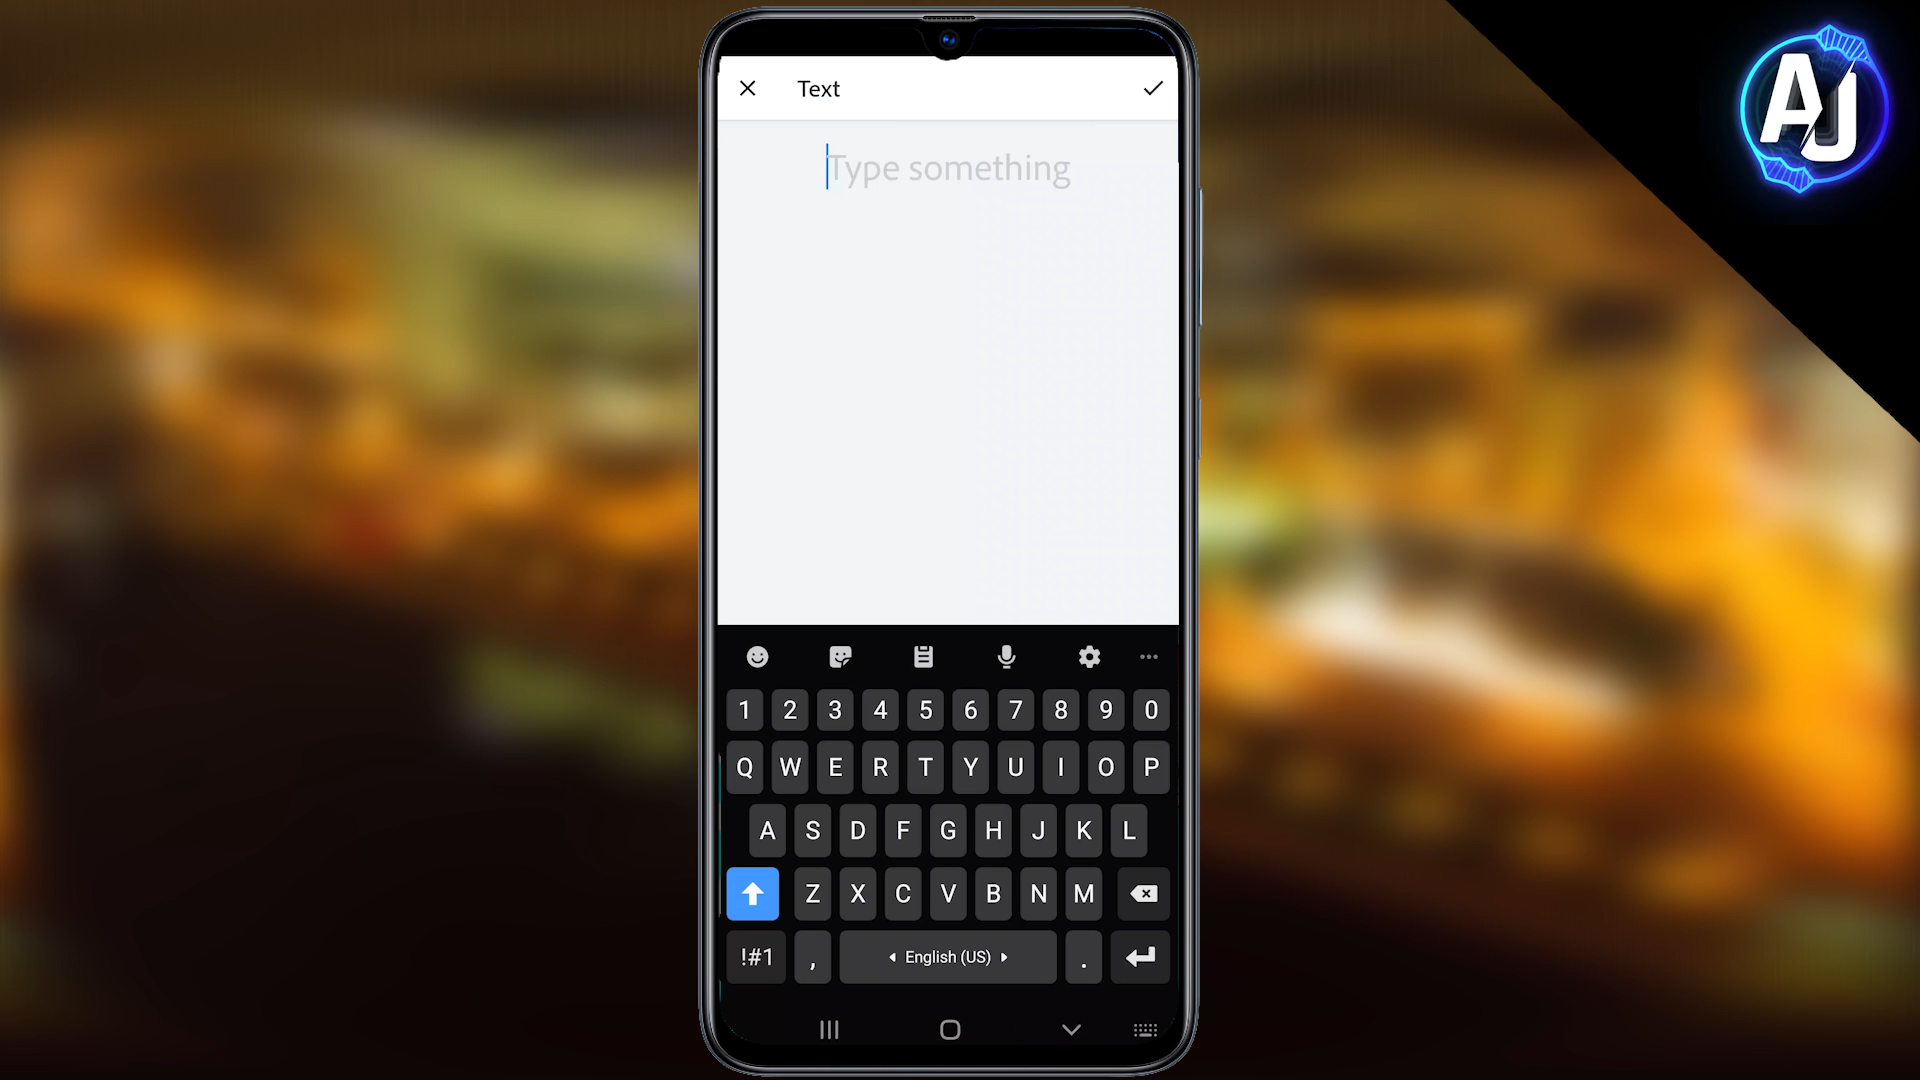 AJ
Text
Type something
1 2 3 4 5 6 7 8 9 0
Q W E R T Y U I O P
A S D F G H J K L
Z X C V B N M
!#1 , English (US) .